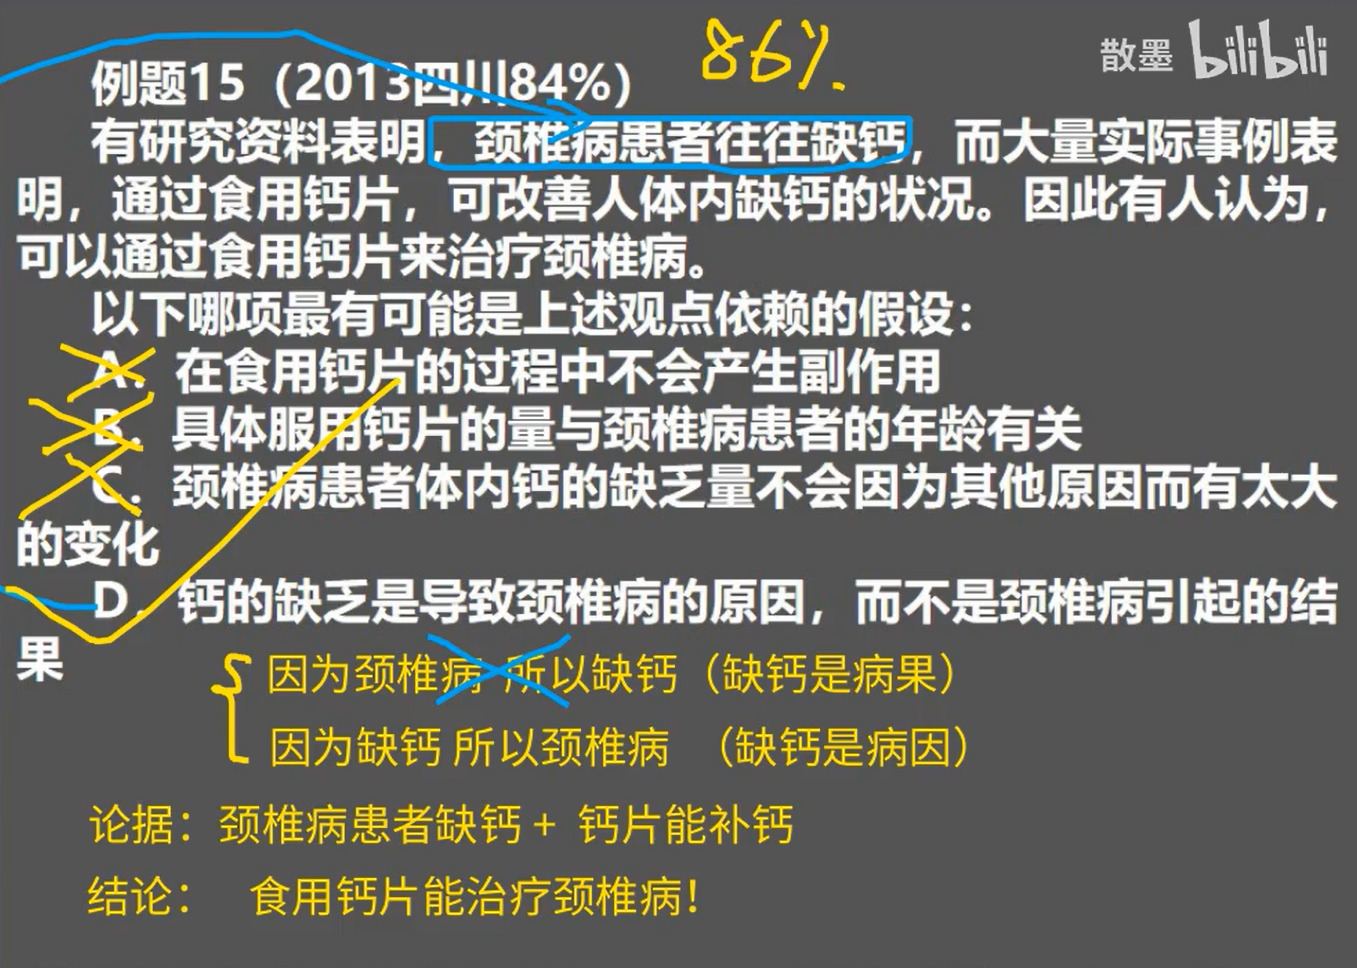 86%.
散墨 bilibili
例题15（2013四川84%）
有研究资料表明，颈椎病患者往往缺钙，而大量实际事例表
明，通过食用钙片，可改善人体内缺钙的状况。因此有人认为，
可以通过食用钙片来治疗颈椎病。
以下哪项最有可能是上述观点依赖的假设：
A．在食用钙片的过程中不会产生副作用
B．具体服用钙片的量与颈椎病患者的年龄有关
C．颈椎病患者体内钙的缺乏量不会因为其他原因而有太大
的变化
D．钙的缺乏是导致颈椎病的原因，而不是颈椎病引起的结
果
因为颈椎病 所以缺钙（缺钙是病果）
因为缺钙 所以颈椎病 （缺钙是病因）
论据：颈椎病患者缺钙 + 钙片能补钙
结论： 食用钙片能治疗颈椎病！